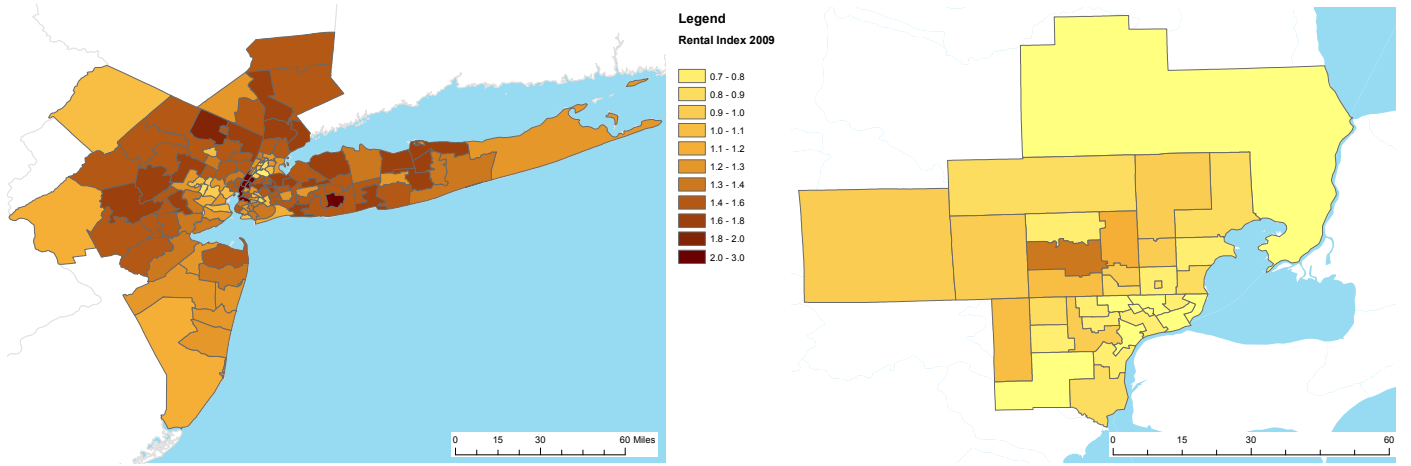 Legend
Rental Index 2009
0.7 - 0.8
0.8 - 0.9
0.9 - 1.0
1.0 - 1.1
1.1 - 1.2
1.2 - 1.3
1.3 - 1.4
1.4 - 1.6
1.6 - 1.8
1.8 - 2.0
2.0 - 3.0
0 15 30 60 Miles
0 15 30 60